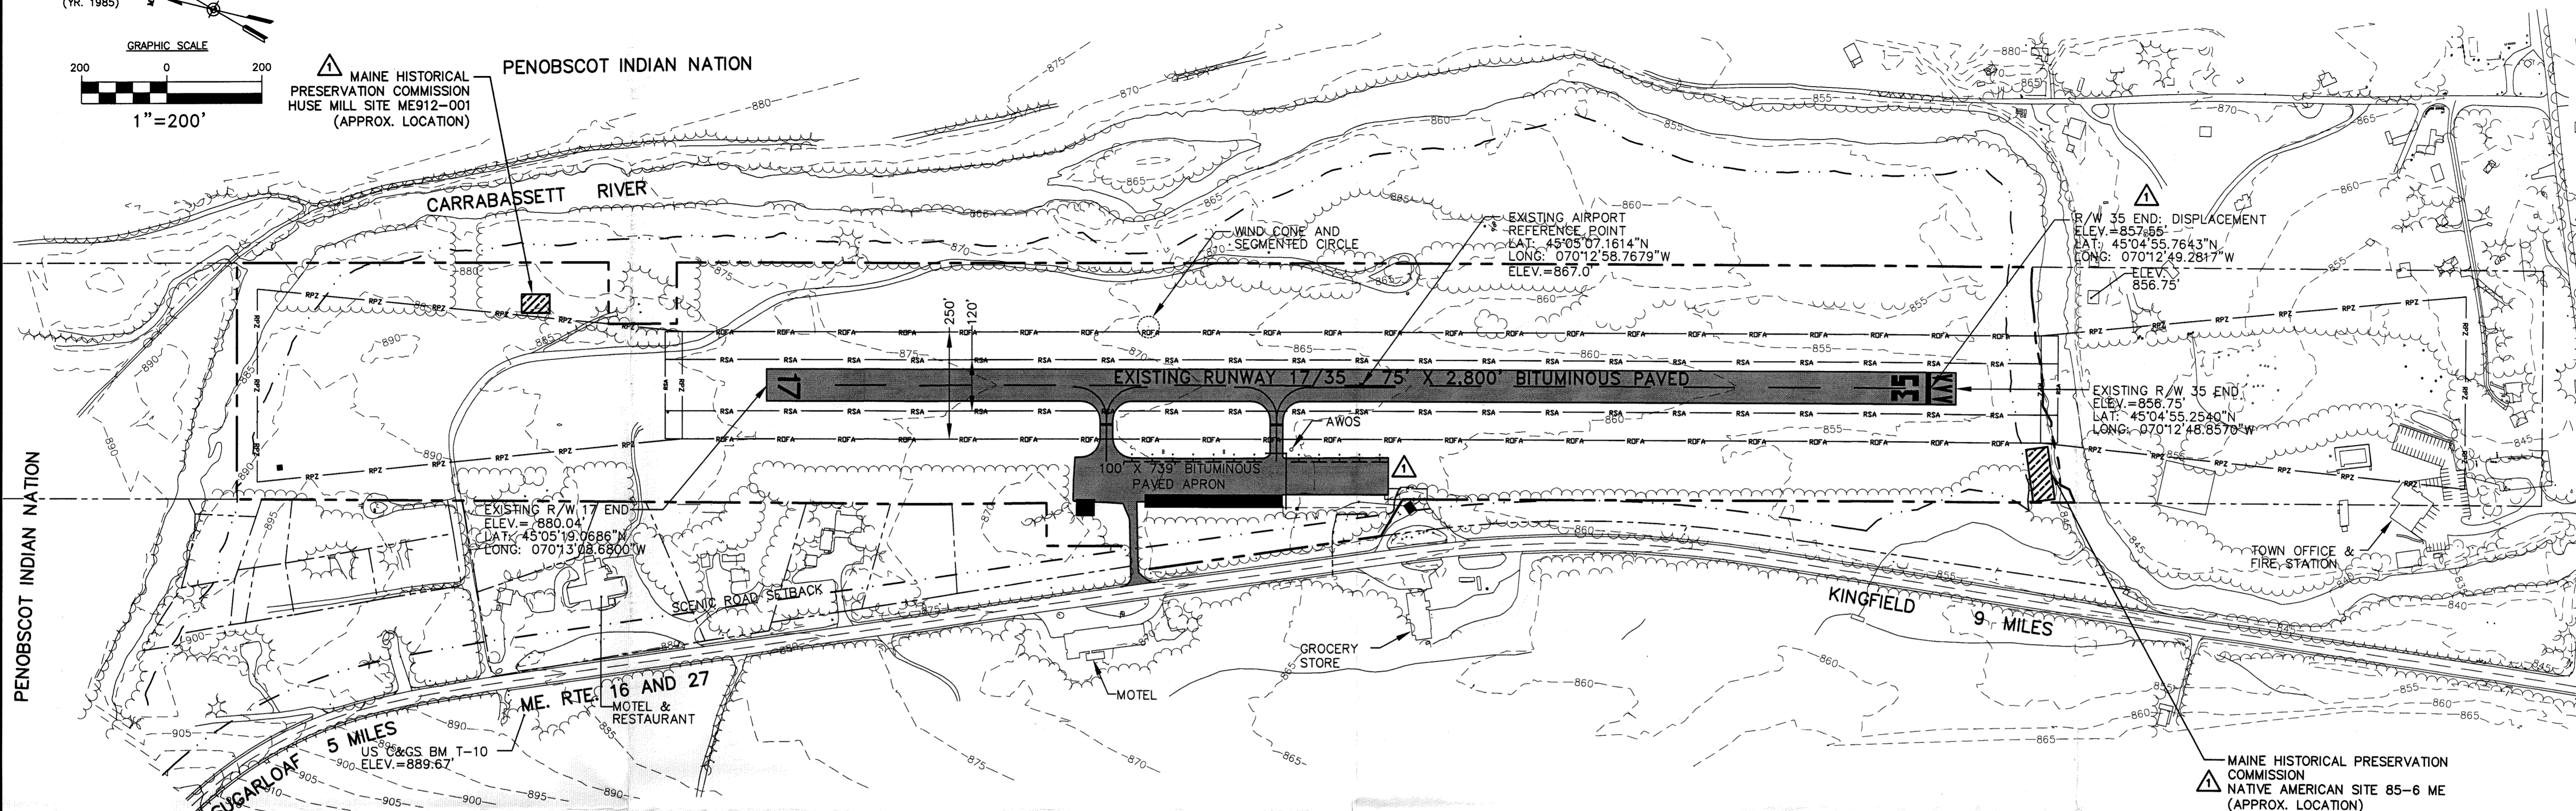 (YR. 1985)
GRAPHIC SCALE
200 0 200
1"=200'
1
MAINE HISTORICAL
PRESERVATION COMMISSION
HUSE MILL SITE ME912-001
(APPROX. LOCATION)
PENOBSCOT INDIAN NATION
CARRABASSETT RIVER
WIND CONE AND
SEGMENTED CIRCLE
EXISTING AIRPORT
REFERENCE POINT
LAT: 45°05'07.1614"N
LONG: 070°12'58.7679"W
ELEV.=867.0'
1
R/W 35 END: DISPLACEMENT
ELEV.=857.55'
LAT: 45°04'55.7643"N
LONG: 070°12'49.2817"W
ELEV.
856.75'
250'
120'
RPZ
ROFA
RSA
17
EXISTING RUNWAY 17/35 - 75' X 2,800' BITUMINOUS PAVED
35
EXISTING R/W 35 END:
ELEV.=856.75'
LAT: 45°04'55.2540"N
LONG: 070°12'48.8570"W
AWOS
1
100' X 739' BITUMINOUS
PAVED APRON
EXISTING R/W 17 END
ELEV.= 880.04'
LAT: 45°05'19.0686"N
LONG: 070°13'08.6800"W
PENOBSCOT INDIAN NATION
SCENIC ROAD SETBACK
TOWN OFFICE &
FIRE STATION
KINGFIELD 9 MILES
GROCERY
STORE
MOTEL
ME. RTE. 16 AND 27
MOTEL &
RESTAURANT
SUGARLOAF 5 MILES
US C&GS BM T-10
ELEV.=889.67'
MAINE HISTORICAL PRESERVATION
COMMISSION
1
NATIVE AMERICAN SITE 85-6 ME
(APPROX. LOCATION)